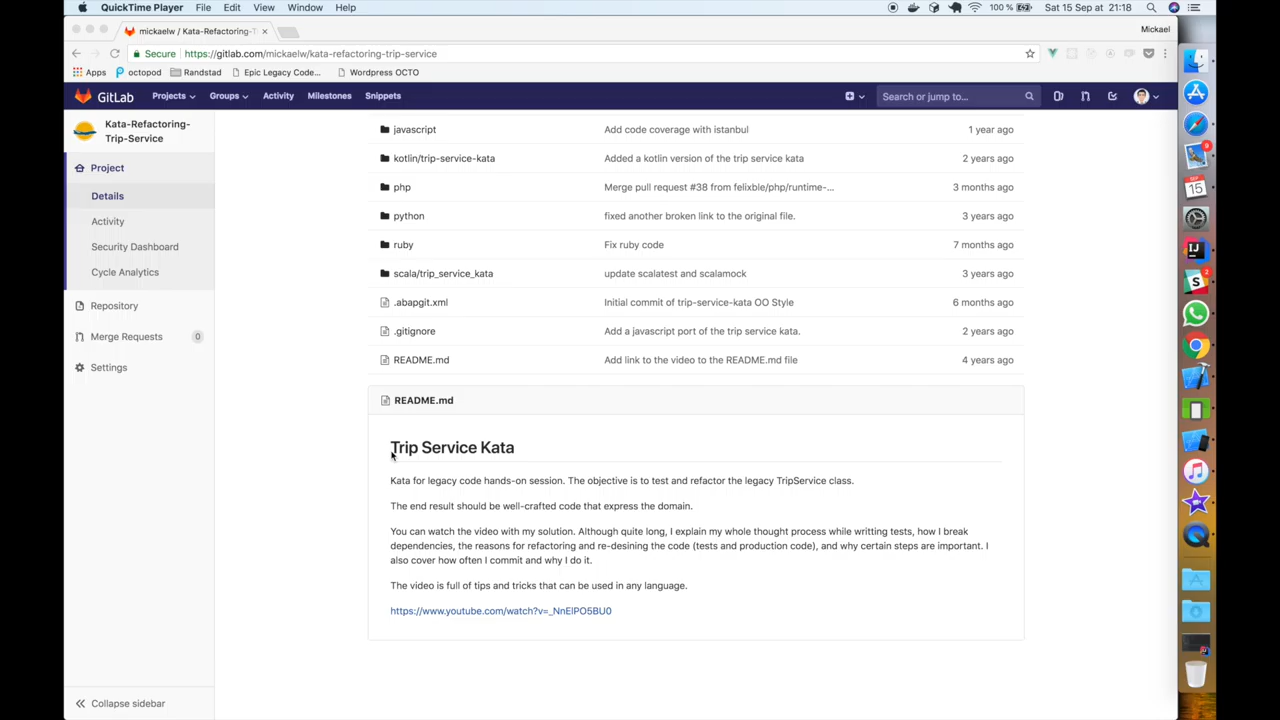 QuickTime Player File Edit View Window Help 100 % Sat 15 Sep at 21:18
mickaelw / Kata-Refactoring-T × Mickael
Secure https://gitlab.com/mickaelw/kata-refactoring-trip-service
Apps octopod Randstad Epic Legacy Code... Wordpress OCTO
GitLab Projects Groups Activity Milestones Snippets Search or jump to...
Kata-Refactoring-
Trip-Service
Project
Details
Activity
Security Dashboard
Cycle Analytics
Repository
Merge Requests 0
Settings
Collapse sidebar
javascript Add code coverage with istanbul 1 year ago
kotlin/trip-service-kata Added a kotlin version of the trip service kata 2 years ago
php Merge pull request #38 from felixble/php/runtime-... 3 months ago
python fixed another broken link to the original file. 3 years ago
ruby Fix ruby code 7 months ago
scala/trip_service_kata update scalatest and scalamock 3 years ago
.abapgit.xml Initial commit of trip-service-kata OO Style 6 months ago
.gitignore Add a javascript port of the trip service kata. 2 years ago
README.md Add link to the video to the README.md file 4 years ago
README.md
Trip Service Kata
Kata for legacy code hands-on session. The objective is to test and refactor the legacy TripService class.
The end result should be well-crafted code that express the domain.
You can watch the video with my solution. Although quite long, I explain my whole thought process while writting tests, how I break
dependencies, the reasons for refactoring and re-desining the code (tests and production code), and why certain steps are important. I
also cover how often I commit and why I do it.
The video is full of tips and tricks that can be used in any language.
https://www.youtube.com/watch?v=_NnElPO5BU0
9
SEP
15
IJ
S 2